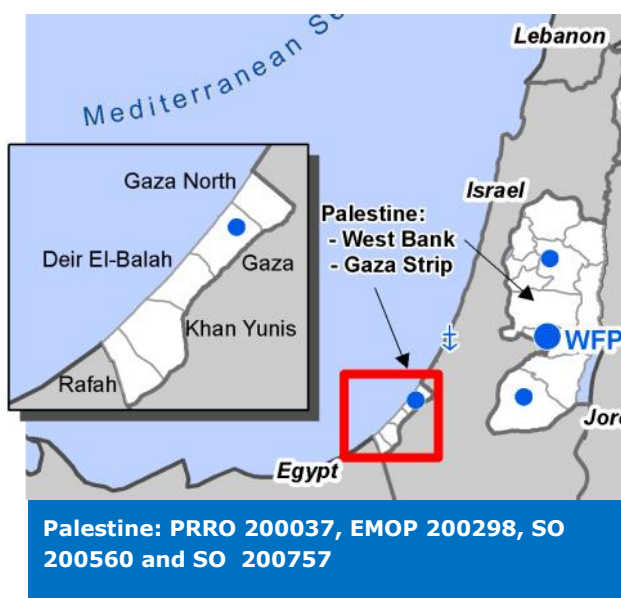 Lebanon
Mediterranean
Gaza North
Israel
Palestine:
- West Bank
- Gaza Strip
Deir El-Balah
Gaza
Khan Yunis
WFP
Rafah
Egypt
Palestine: PRRO 200037, EMOP 200298, SO
200560 and SO 200757